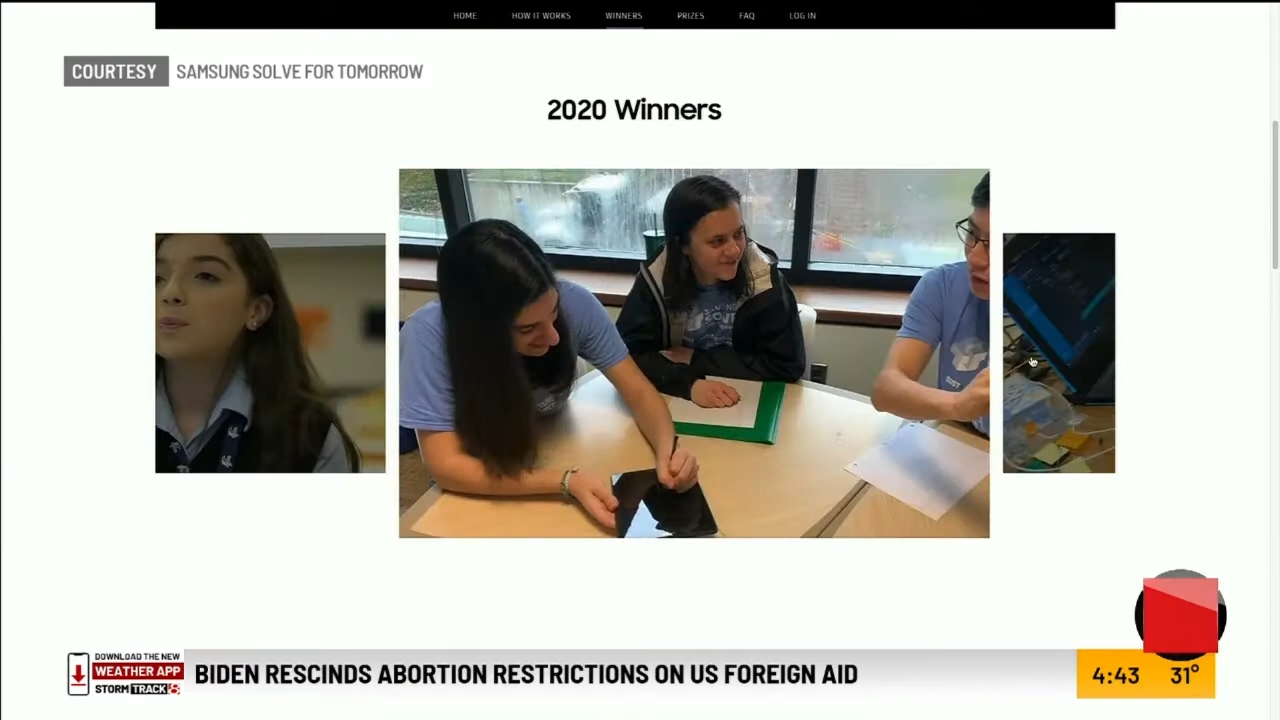 HOME HOW IT WORKS WINNERS PRIZES FAQ LOG IN
COURTESY SAMSUNG SOLVE FOR TOMORROW
2020 Winners
DOWNLOAD THE NEW
WEATHER APP
STORM TRACK 8
BIDEN RESCINDS ABORTION RESTRICTIONS ON US FOREIGN AID
4:43 31°